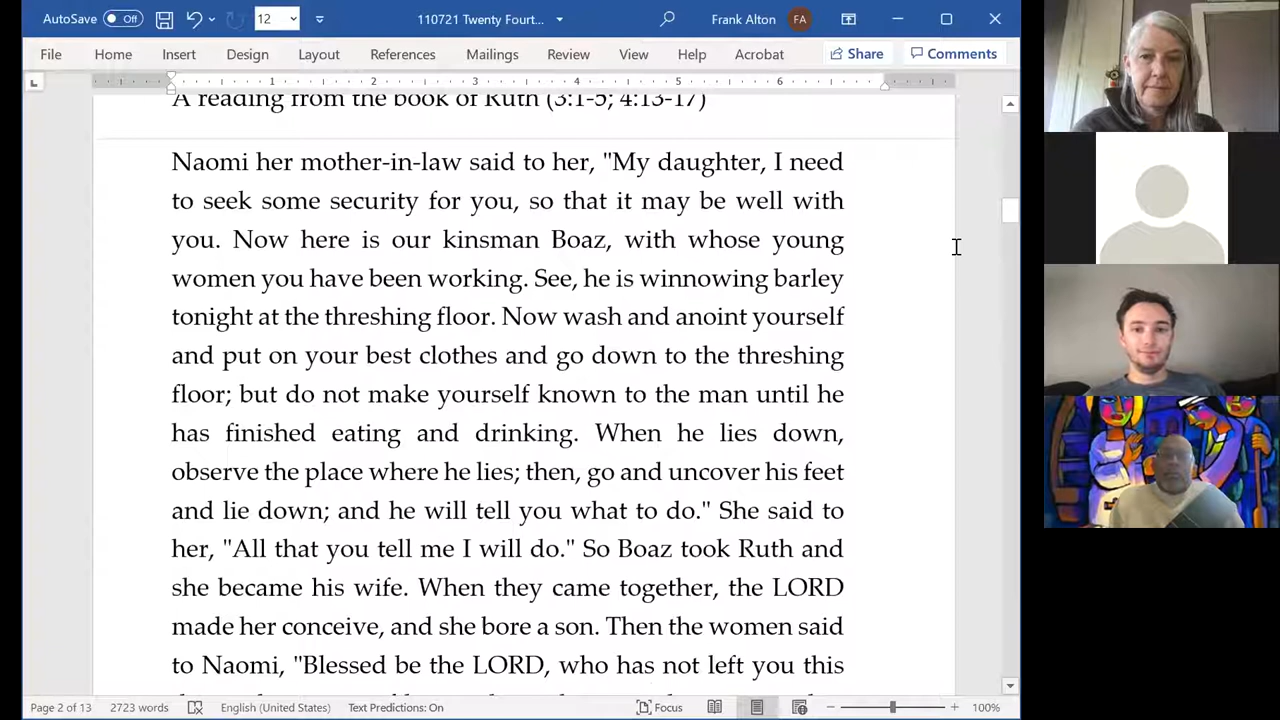 AutoSave Off 12 110721 Twenty Fourt... Frank Alton FA
File Home Insert Design Layout References Mailings Review View Help Acrobat Share Comments
1 2 3 4 5 6
A reading from the book of Ruth (3:1-5; 4:13-17)
Naomi her mother-in-law said to her, "My daughter, I need
to seek some security for you, so that it may be well with
you. Now here is our kinsman Boaz, with whose young
women you have been working. See, he is winnowing barley
tonight at the threshing floor. Now wash and anoint yourself
and put on your best clothes and go down to the threshing
floor; but do not make yourself known to the man until he
has finished eating and drinking. When he lies down,
observe the place where he lies; then, go and uncover his feet
and lie down; and he will tell you what to do." She said to
her, "All that you tell me I will do." So Boaz took Ruth and
she became his wife. When they came together, the LORD
made her conceive, and she bore a son. Then the women said
to Naomi, "Blessed be the LORD, who has not left you this
Page 2 of 13 2723 words English (United States) Text Predictions: On Focus 100%